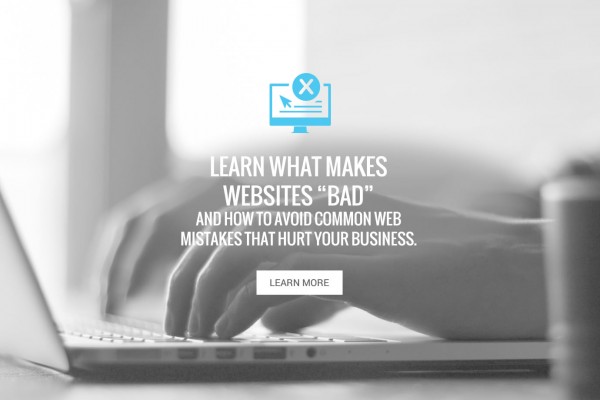 LEARN WHAT MAKES
WEBSITES “BAD”
AND HOW TO AVOID COMMON WEB
MISTAKES THAT HURT YOUR BUSINESS.
LEARN MORE